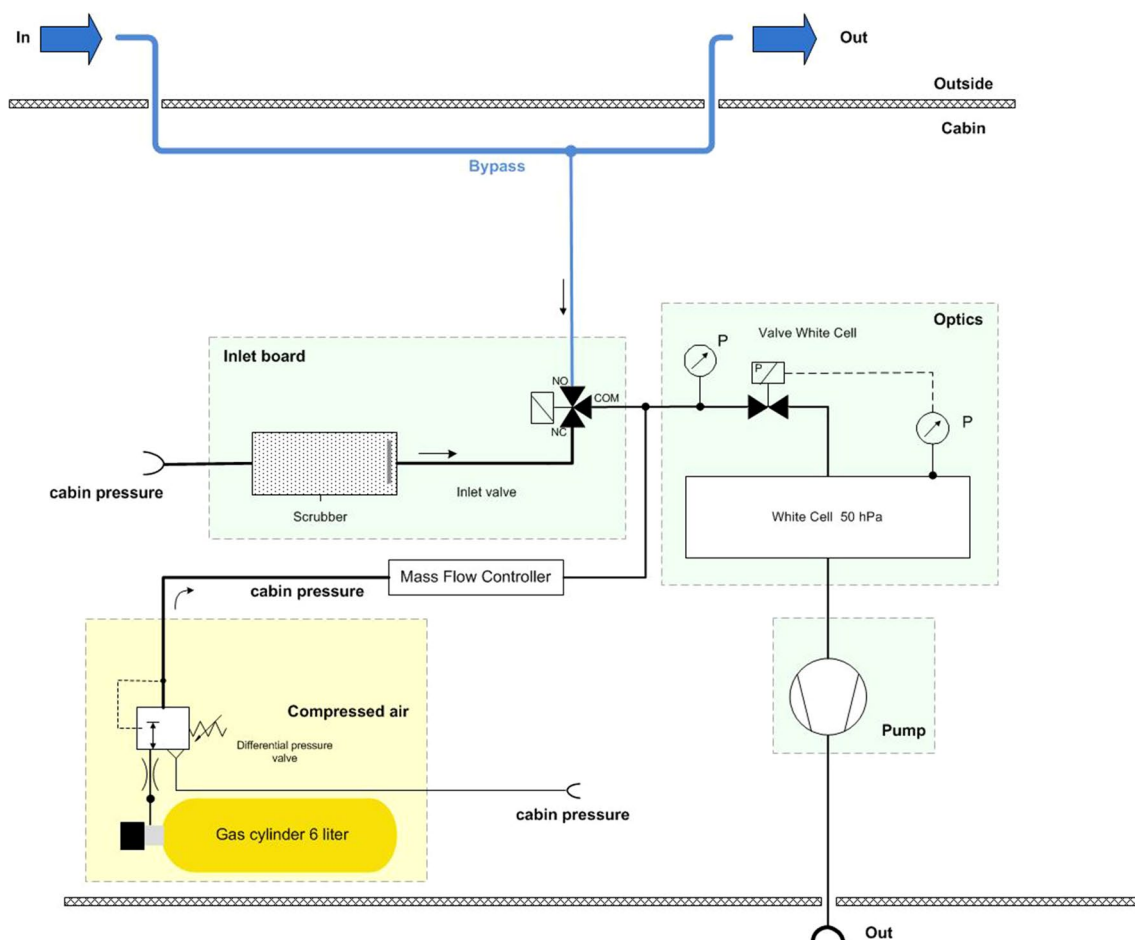 In
Out
Outside
Cabin
Bypass
Optics
Valve White Cell
P
P
Inlet board
NO
COM
NC
P
cabin pressure
Inlet valve
Scrubber
White Cell 50 hPa
Mass Flow Controller
cabin pressure
Compressed air
Pump
Differential pressure
valve
cabin pressure
Gas cylinder 6 liter
Out